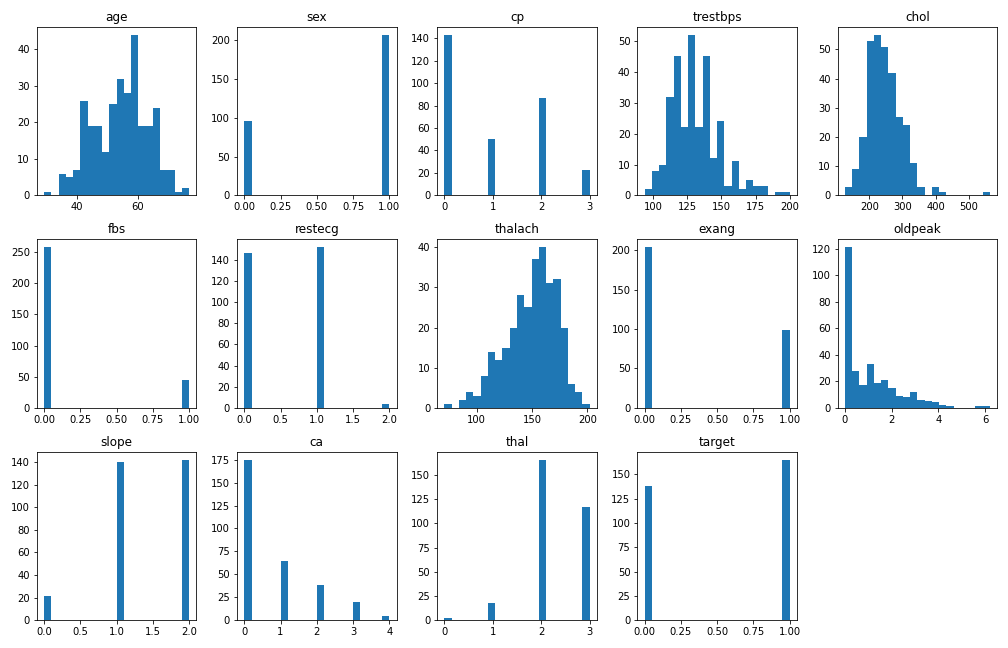 age sex cp trestbps chol
40 30 20 10 0
40 60
200 150 100 50 0
0.00 0.25 0.50 0.75 1.00
140 120 100 80 60 40 20 0
0 1 2 3
50 40 30 20 10 0
100 125 150 175 200
50 40 30 20 10 0
200 300 400 500
fbs restecg thalach exang oldpeak
250 200 150 100 50 0
0.00 0.25 0.50 0.75 1.00
140 120 100 80 60 40 20 0
0.0 0.5 1.0 1.5 2.0
40 30 20 10 0
100 150 200
200 150 100 50 0
0.00 0.25 0.50 0.75 1.00
120 100 80 60 40 20 0
0 2 4 6
slope ca thal target
140 120 100 80 60 40 20 0
0.0 0.5 1.0 1.5 2.0
175 150 125 100 75 50 25 0
0 1 2 3 4
150 125 100 75 50 25 0
0 1 2 3
150 125 100 75 50 25 0
0.00 0.25 0.50 0.75 1.00